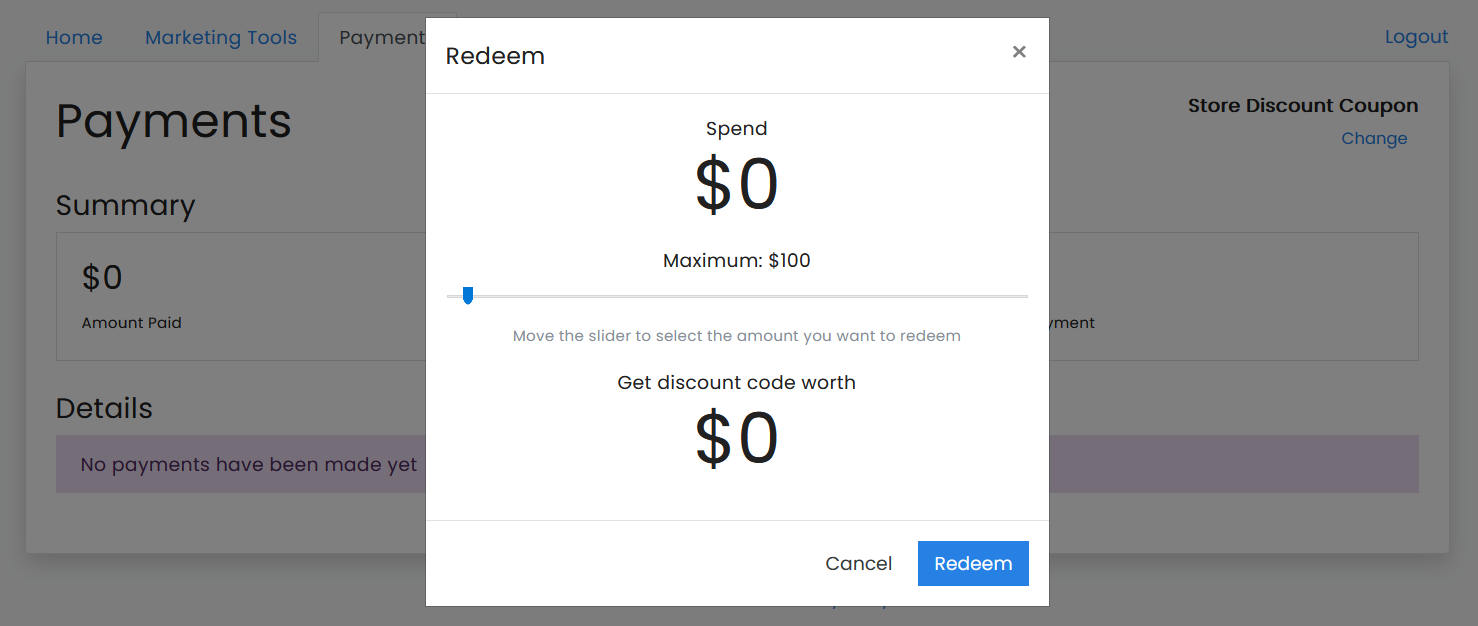 Home Marketing Tools Payment Logout
Redeem ×
Payments
Store Discount Coupon
Change
Spend
$0
Summary
Maximum: $100
$0
Amount Paid
Move the slider to select the amount you want to redeem
Get discount code worth
$0
Details
No payments have been made yet
Cancel Redeem